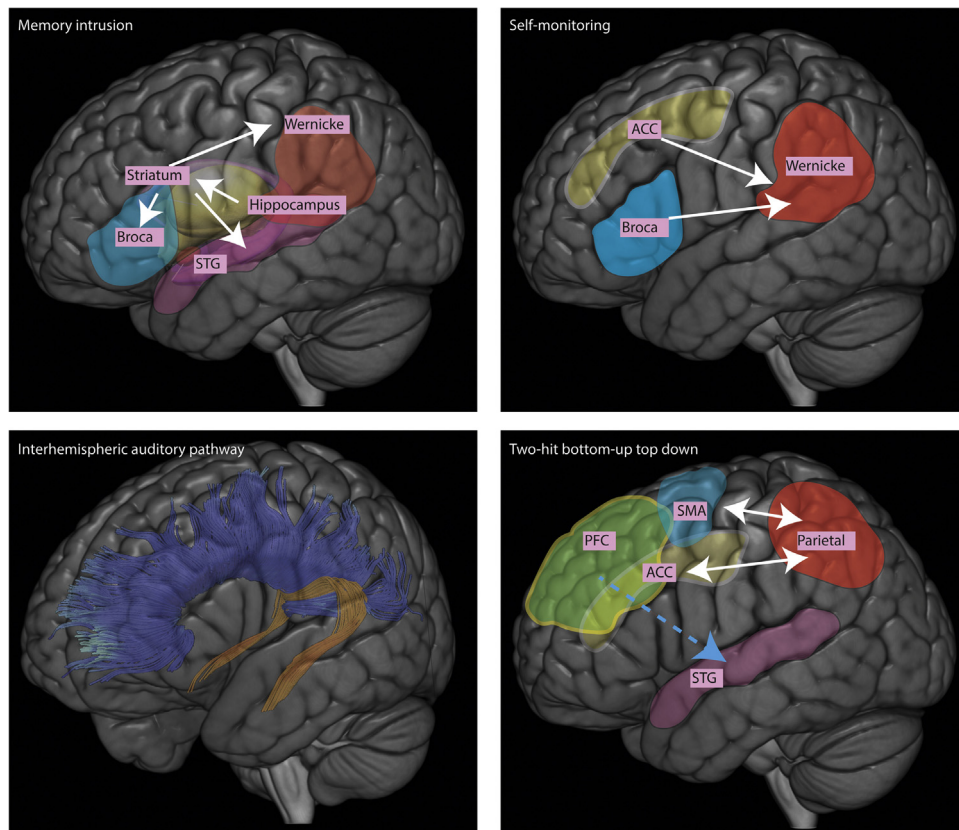 Memory intrusion
Wernicke
Striatum
Hippocampus
Broca
STG
Self-monitoring
ACC
Wernicke
Broca
Interhemispheric auditory pathway
Two-hit bottom-up top down
SMA
PFC
Parietal
ACC
STG